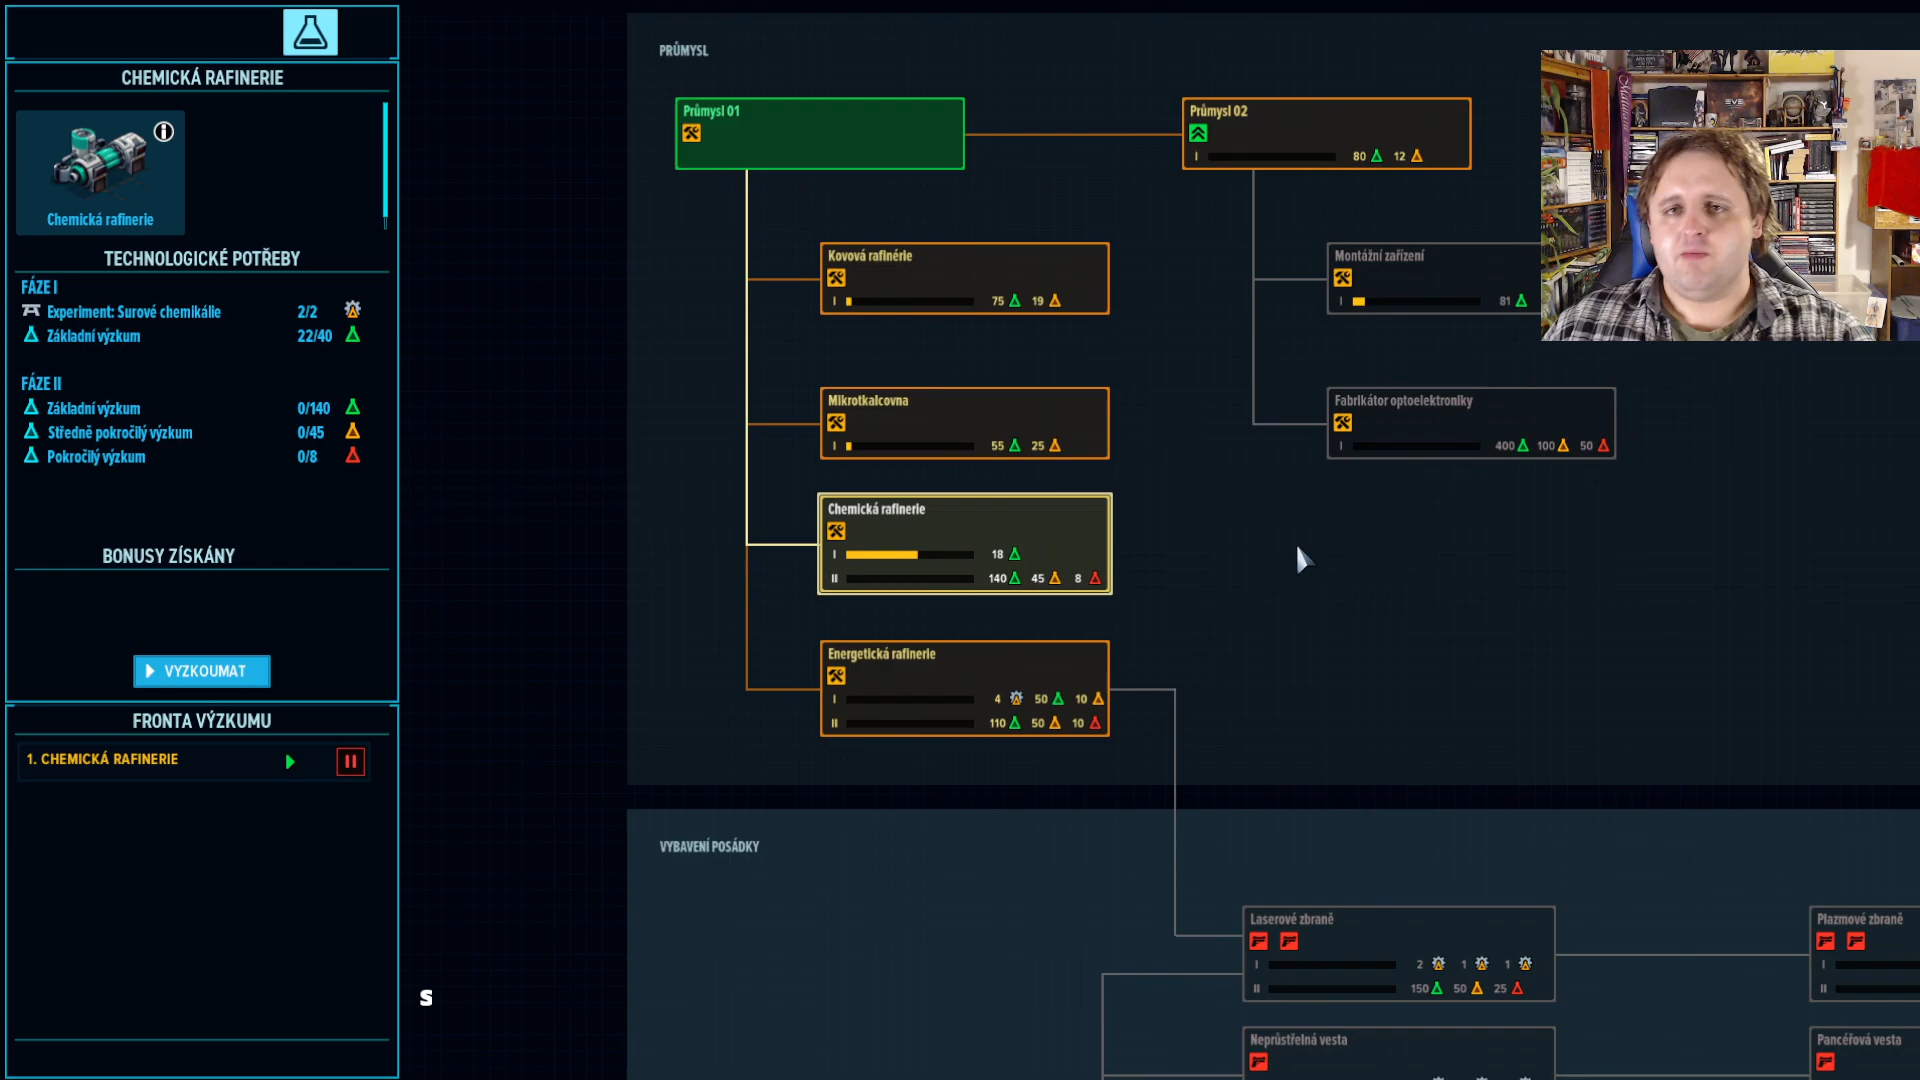 CHEMICKÁ RAFINERIE
Chemická rafinerie
TECHNOLOGICKÉ POTŘEBY
FÁZE I
Experiment: Surové chemikálie 2/2
Základní výzkum 22/40
FÁZE II
Základní výzkum 0/140
Středně pokročilý výzkum 0/45
Pokročilý výzkum 0/8
BONUSY ZÍSKÁNY
VYZKOUMAT
FRONTA VÝZKUMU
1. CHEMICKÁ RAFINERIE
S
PRŮMYSL
Průmysl 01
Průmysl 02
I 80 12
Kovová rafinérie
I 75 19
Montážní zařízení
I 81
Mikrotkalcovna
I 55 25
Fabrikátor optoelektroniky
I 400 100 50
Chemická rafinerie
I 18
II 140 45 8
Energetická rafinerie
I 4 50 10
II 110 50 10
VYBAVENÍ POSÁDKY
Laserové zbraně
I 2 1 1
II 150 50 25
Plazmové zbraně
I
II
Neprůstřelná vesta
Pancéřová vesta
EVE